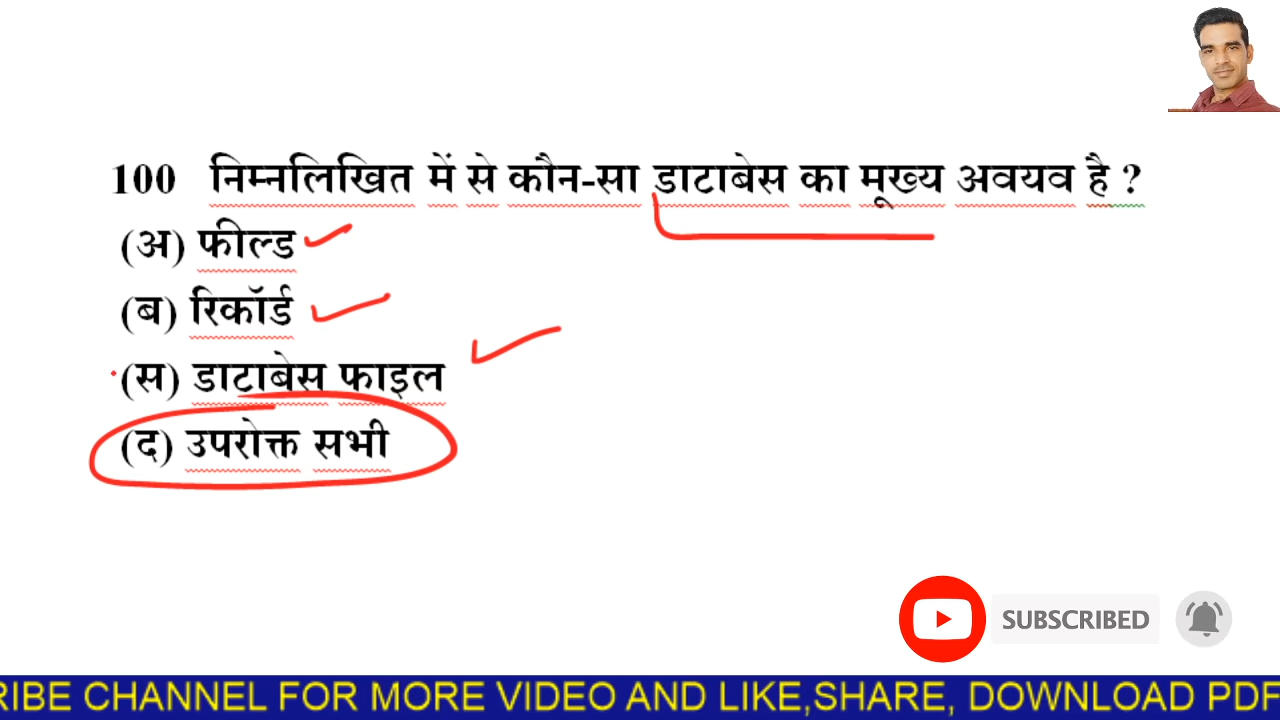 100 निम्नलिखित में से कौन-सा डाटाबेस का मूख्य अवयव है ?
(अ) फील्ड
(ब) रिकॉर्ड
(स) डाटाबेस फाइल
(द) उपरोक्त सभी
SUBSCRIBED
RIBE CHANNEL FOR MORE VIDEO AND LIKE,SHARE, DOWNLOAD PDF